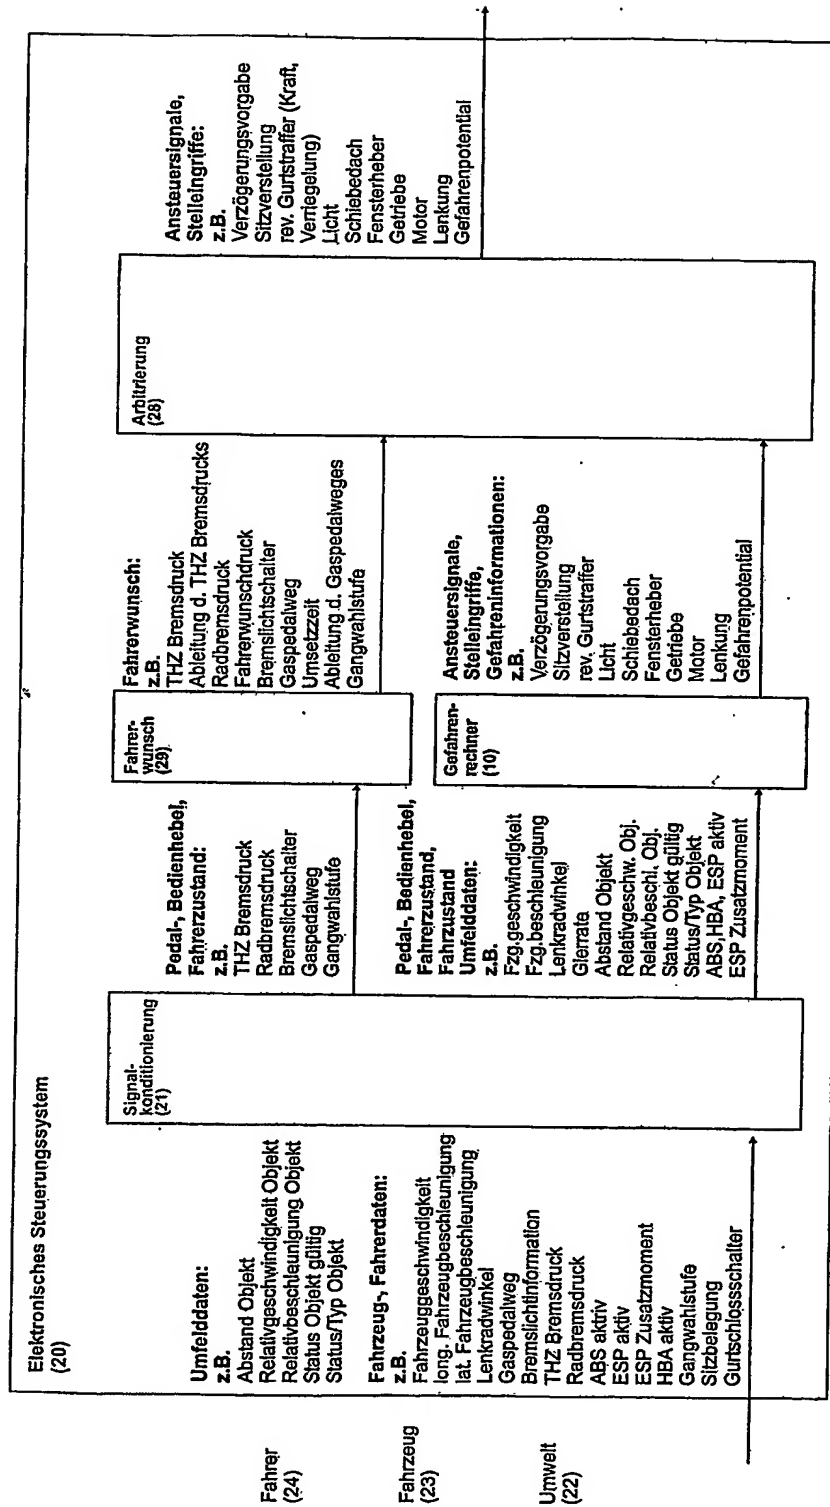 Elektronisches Steuerungssystem
(20)
Fahrer
(24)
Fahrzeug
(23)
Umwelt
(22)
Umfelddaten:
z.B.
Abstand Objekt
Relativgeschwindigkeit Objekt
Relativbeschleunigung Objekt
Status Objekt gültig
Status/Typ Objekt
Fahrzeug-, Fahrerdaten:
z.B.
Fahrzeuggeschwindigkeit
long. Fahrzeugbeschleunigung
lat. Fahrzeugbeschleunigung
Lenkradwinkel
Gaspedalweg
Bremslichtinformation
THZ Bremsdruck
Radbremsdruck
ABS aktriv
ESP aktiv
ESP Zusatzmoment
HBA aktiv
Gangwahlstufe
Sitzbelegung
Gurtschlossschalter
Signal-
konditionierung
(21)
Pedal-, Bedienhebel,
Fahrerzustand:
z.B.
THZ Bremsdruck
Radbremsdruck
Bremslichtschalter
Gaspedalweg
Gangwahlstufe
Pedal-, Bedienhebel,
Fahrerzustand,
Fahrzustand
Umfelddaten:
z.B.
Fzg.geschwindigkeit
Fzg.beschleunigung
Lenkradwinkel
Gierrate
Abstand Objekt
Relativgeschw. Obj.
Relativbeschl. Obj.
Status Objekt gültig
Status/Typ Objekt
ABS,HBA, ESP aktiv
ESP Zusatzmoment
Fahrer-
wunsch
(29)
Gefahren-
rechner
(10)
Fahrerwunsch:
z.B.
THZ Bremsdruck
Ableitung d. THZ Bremsdrucks
Radbremsdruck
Fahrerwunschdruck
Bremslichtschalter
Gaspedalweg
Umsetzzeit
Ableitung d. Gaspedalweges
Gangwahlstufe
Ansteuersignale,
Stelleingriffe,
Gefahreninformationen:
z.B.
Verzögerungsvorgabe
Sitzverstellung
rev. Gurtstraffer
Licht
Schiebedach
Fensterheber
Getriebe
Motor
Lenkung
Gefahrenpotential
Arbitrierung
(28)
Ansteuersignale,
Stelleingriffe:
z.B.
Verzögerungsvorgabe
Sitzverstellung
rev. Gurtstraffer (Kraft,
Verriegelung)
Licht
Schiebedach
Fensterheber
Getriebe
Motor
Lenkung
Gefahrenpotential